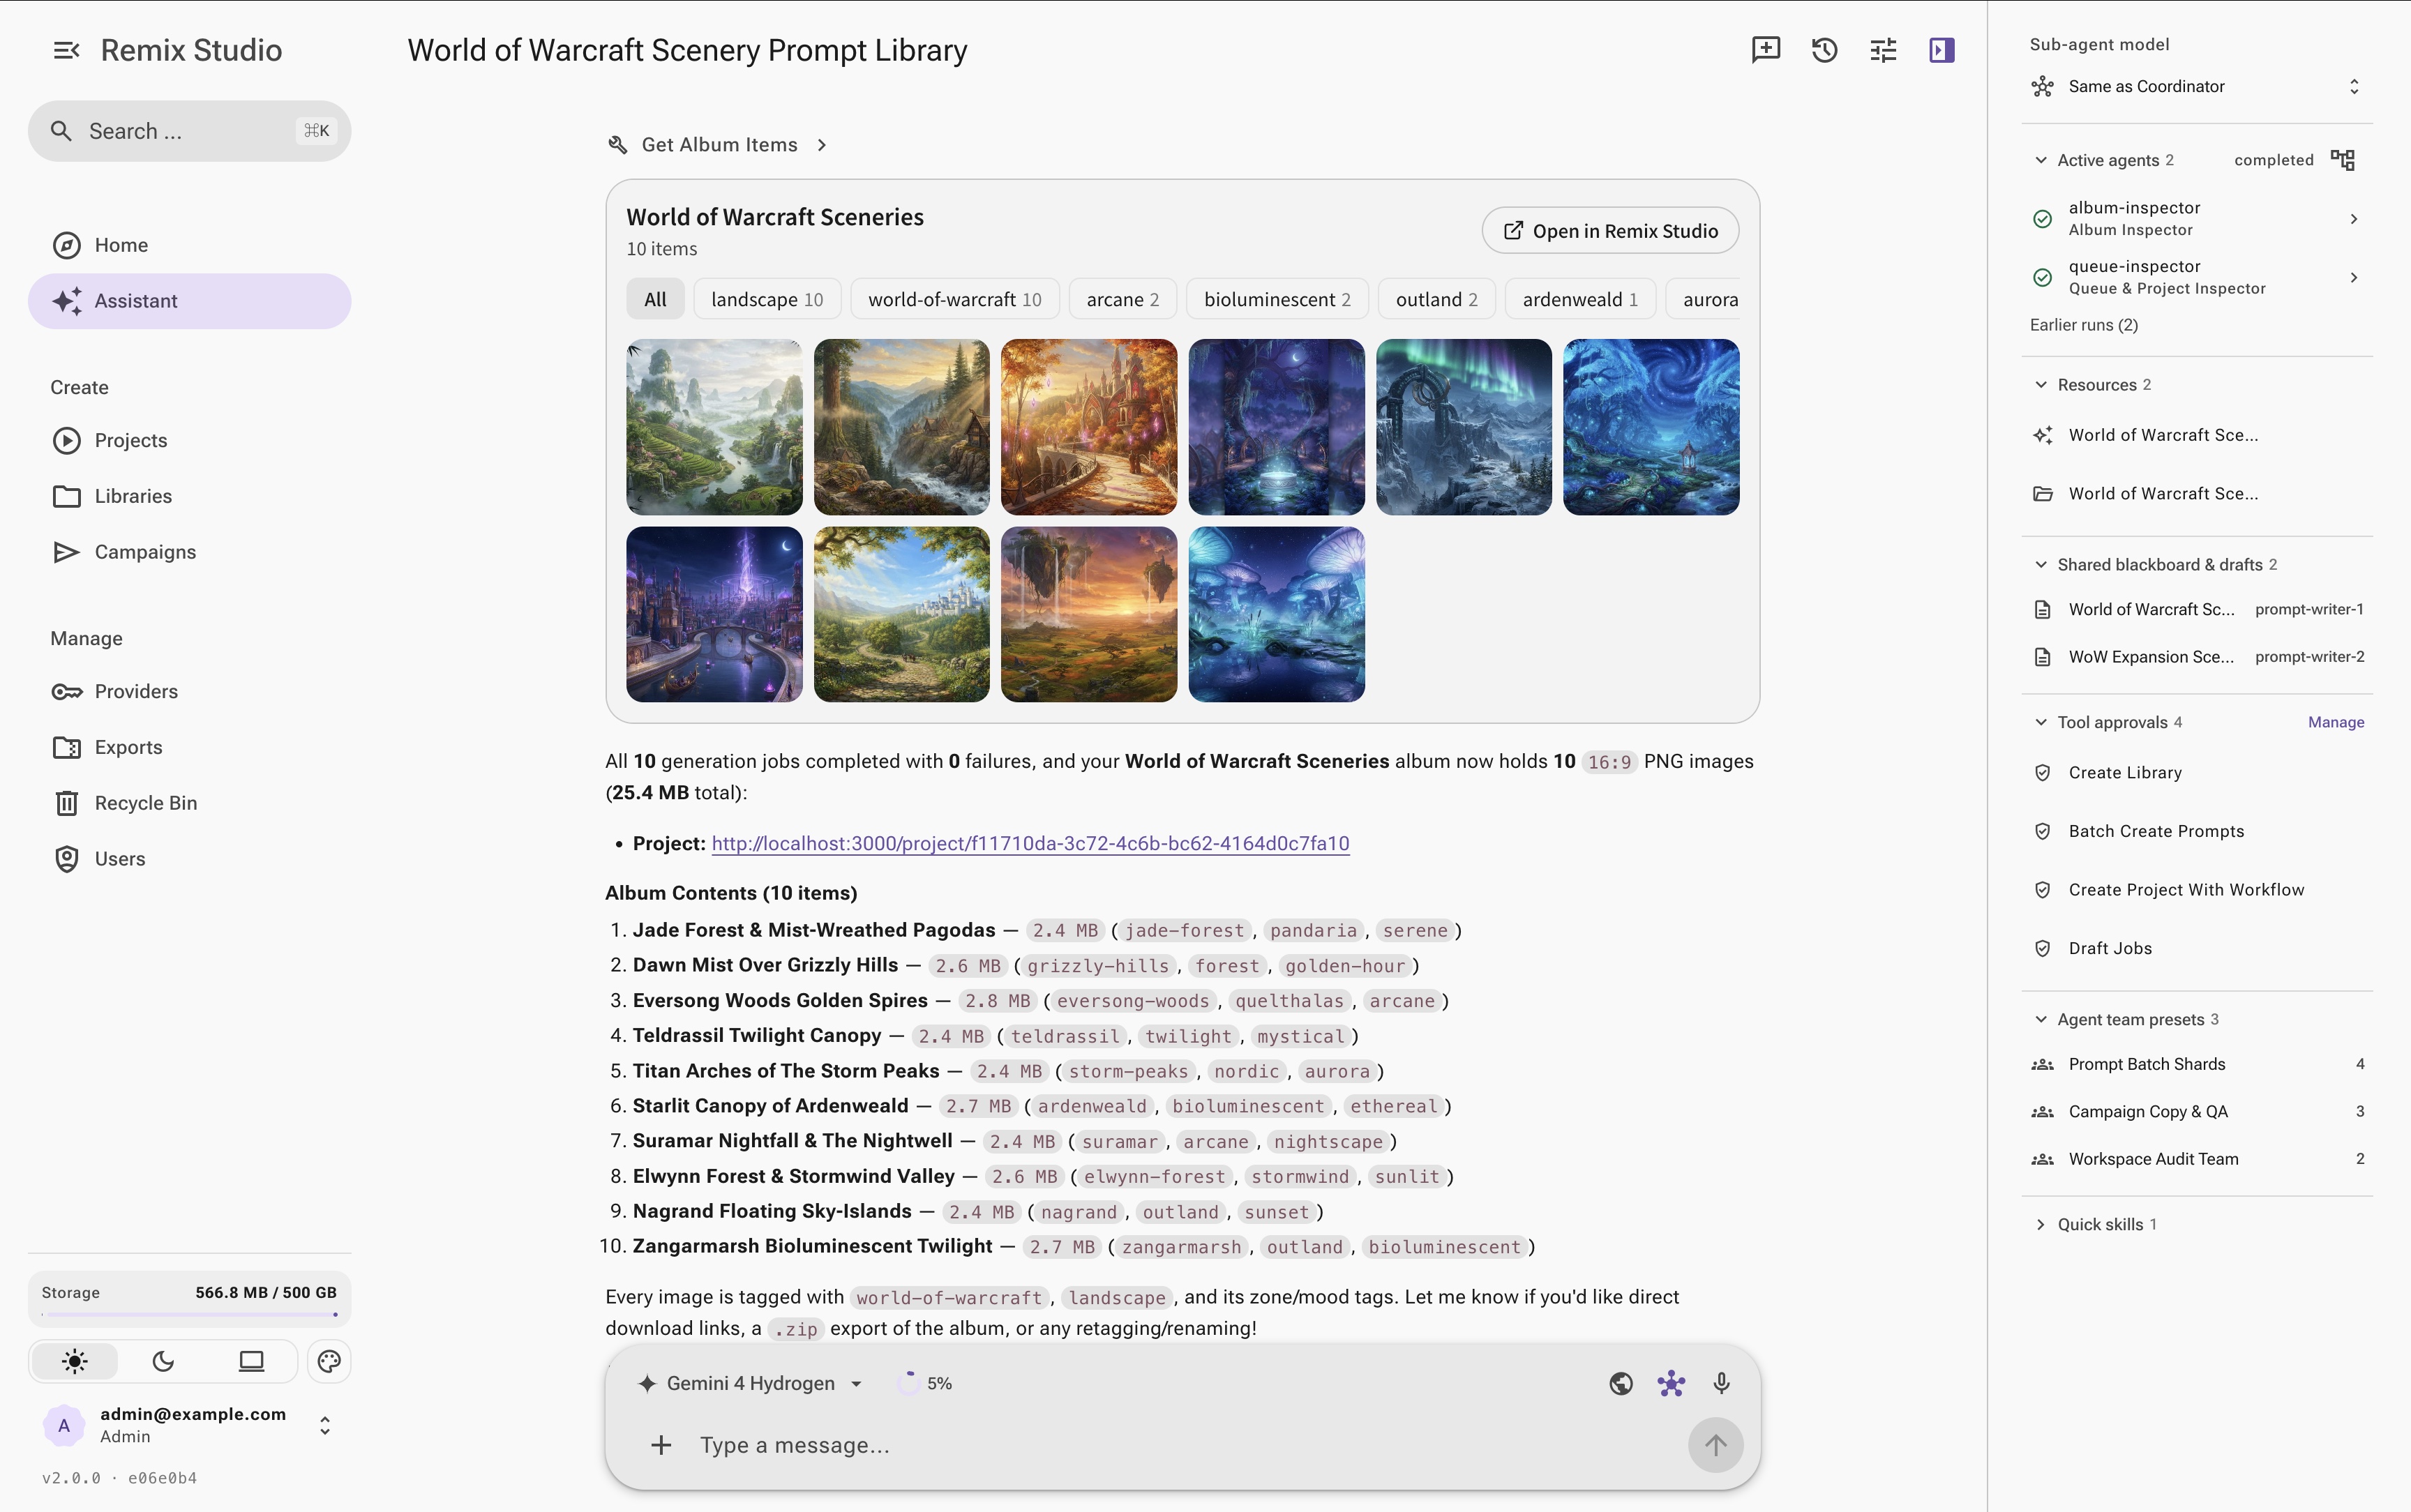 Remix Studio
Search ...
⌘K
Home
Assistant
Create
Projects
Libraries
Campaigns
Manage
Providers
Exports
Recycle Bin
Users
Storage
566.8 MB / 500 GB
A
admin@example.com
Admin
v2.0.0 · e06e0b4
World of Warcraft Scenery Prompt Library
Get Album Items
World of Warcraft Sceneries
10 items
Open in Remix Studio
All
landscape 10
world-of-warcraft 10
arcane 2
bioluminescent 2
outland 2
ardenweald 1
aurora
All 10 generation jobs completed with 0 failures, and your World of Warcraft Sceneries album now holds 10 16:9 PNG images
(25.4 MB total):
• Project: http://localhost:3000/project/f11710da-3c72-4c6b-bc62-4164d0c7fa10
Album Contents (10 items)
1. Jade Forest & Mist-Wreathed Pagodas — 2.4 MB (jade-forest, pandaria, serene)
2. Dawn Mist Over Grizzly Hills — 2.6 MB (grizzly-hills, forest, golden-hour)
3. Eversong Woods Golden Spires — 2.8 MB (eversong-woods, quelthalas, arcane)
4. Teldrassil Twilight Canopy — 2.4 MB (teldrassil, twilight, mystical)
5. Titan Arches of The Storm Peaks — 2.4 MB (storm-peaks, nordic, aurora)
6. Starlit Canopy of Ardenweald — 2.7 MB (ardenweald, bioluminescent, ethereal)
7. Suramar Nightfall & The Nightwell — 2.4 MB (suramar, arcane, nightscape)
8. Elwynn Forest & Stormwind Valley — 2.6 MB (elwynn-forest, stormwind, sunlit)
9. Nagrand Floating Sky-Islands — 2.4 MB (nagrand, outland, sunset)
10. Zangarmarsh Bioluminescent Twilight — 2.7 MB (zangarmarsh, outland, bioluminescent)
Every image is tagged with world-of-warcraft, landscape, and its zone/mood tags. Let me know if you'd like direct
download links, a .zip export of the album, or any retagging/renaming!
Gemini 4 Hydrogen
5%
Type a message...
Sub-agent model
Same as Coordinator
Active agents 2
completed
album-inspector
Album Inspector
queue-inspector
Queue & Project Inspector
Earlier runs (2)
Resources 2
World of Warcraft Sce...
World of Warcraft Sce...
Shared blackboard & drafts 2
World of Warcraft Sc... prompt-writer-1
WoW Expansion Sce... prompt-writer-2
Tool approvals 4
Manage
Create Library
Batch Create Prompts
Create Project With Workflow
Draft Jobs
Agent team presets 3
Prompt Batch Shards 4
Campaign Copy & QA 3
Workspace Audit Team 2
Quick skills 1